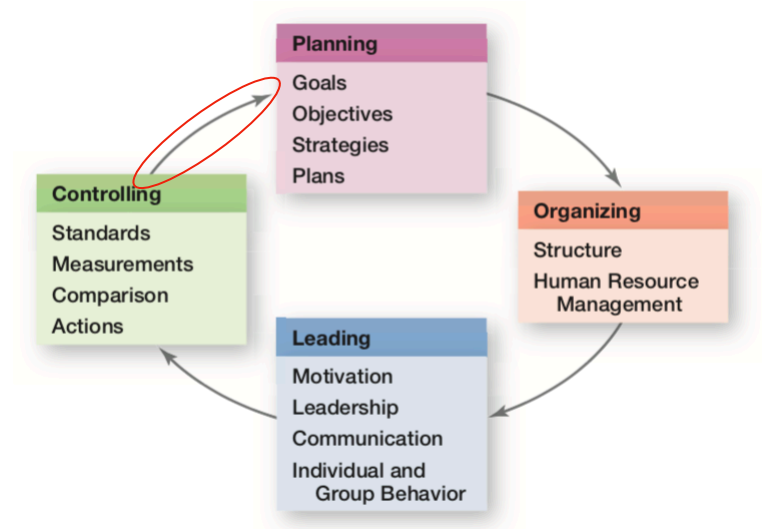 Planning
Goals
Objectives
Strategies
Plans
Controlling
Standards
Measurements
Comparison
Actions
Organizing
Structure
Human Resource
Management
Leading
Motivation
Leadership
Communication
Individual and
Group Behavior